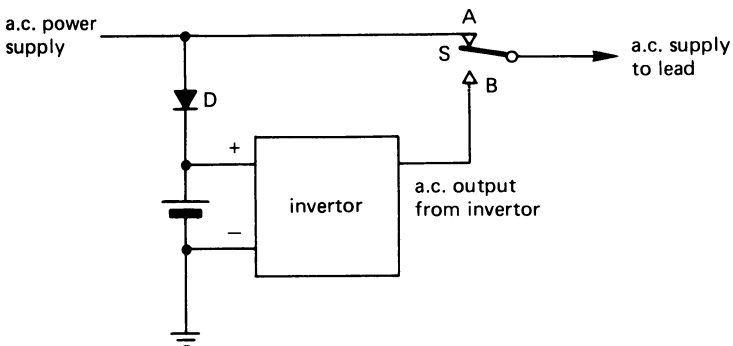 a.c. power
supply
A
S
B
a.c. supply
to lead
D
+
invertor
a.c. output
from invertor
−